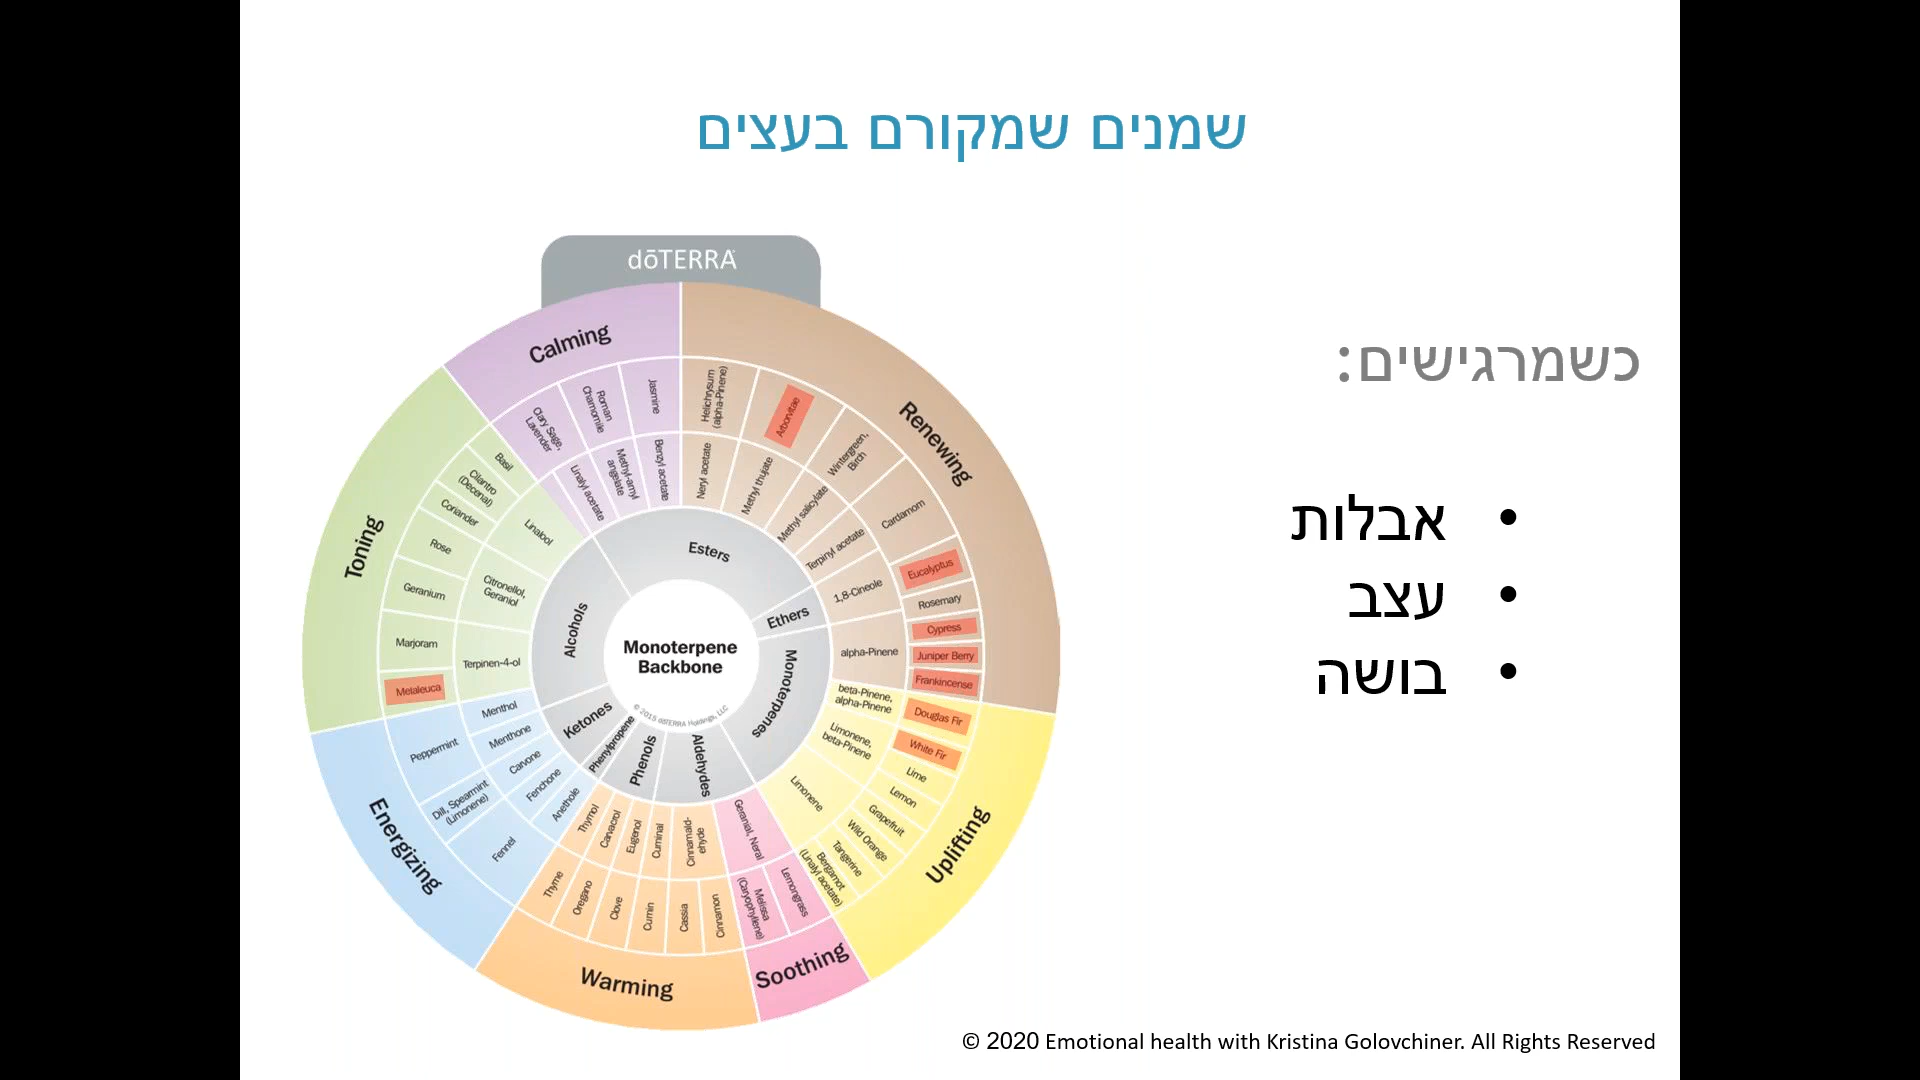 שמנים שמקורם בעצים
dōTERRA
כשמרגישים:
• אבלות
• עצב
• בושה
Monoterpene
Backbone
© 2015 dōTERRA Holdings, LLC
Esters
Ethers
Monoterpenes
Aldehydes
Phenols
Phenylpropene
Ketones
Alcohols
Renewing
Helichrysum
(alpha-Pinene)
Neryl acetate
Arborvitae
Methyl thujate
Wintergreen,
Birch
Methyl salicylate
Cardamom
Terpinyl acetate
Eucalyptus
Rosemary
1,8-Cineole
Cypress
Juniper Berry
Frankincense
alpha-Pinene
Uplifting
Douglas Fir
beta-Pinene,
alpha-Pinene
White Fir
Limonene,
beta-Pinene
Lime
Lemon
Grapefruit
Wild Orange
Tangerine
Bergamot
(Linalyl acetate)
Limonene
Soothing
Lemongrass
Melissa
(Caryophyllene)
Geranial, Neral
Warming
Cinnamon
Cassia
Cinnamald-
ehyde
Cumin
Cuminal
Clove
Eugenol
Oregano
Carvacrol
Thyme
Thymol
Energizing
Fennel
Anethole
Fenchone
Dill, Spearmint
(Limonene)
Carvone
Peppermint
Menthone
Menthol
Toning
Melaleuca
Marjoram
Terpinen-4-ol
Geranium
Rose
Citronellol,
Geraniol
Coriander
Cilantro
(Decenal)
Basil
Linalool
Calming
Clary Sage,
Lavender
Linalyl acetate
Roman
Chamomile
Methyl-amyl
angelate
Jasmine
Benzyl acetate
© 2020 Emotional health with Kristina Golovchiner. All Rights Reserved